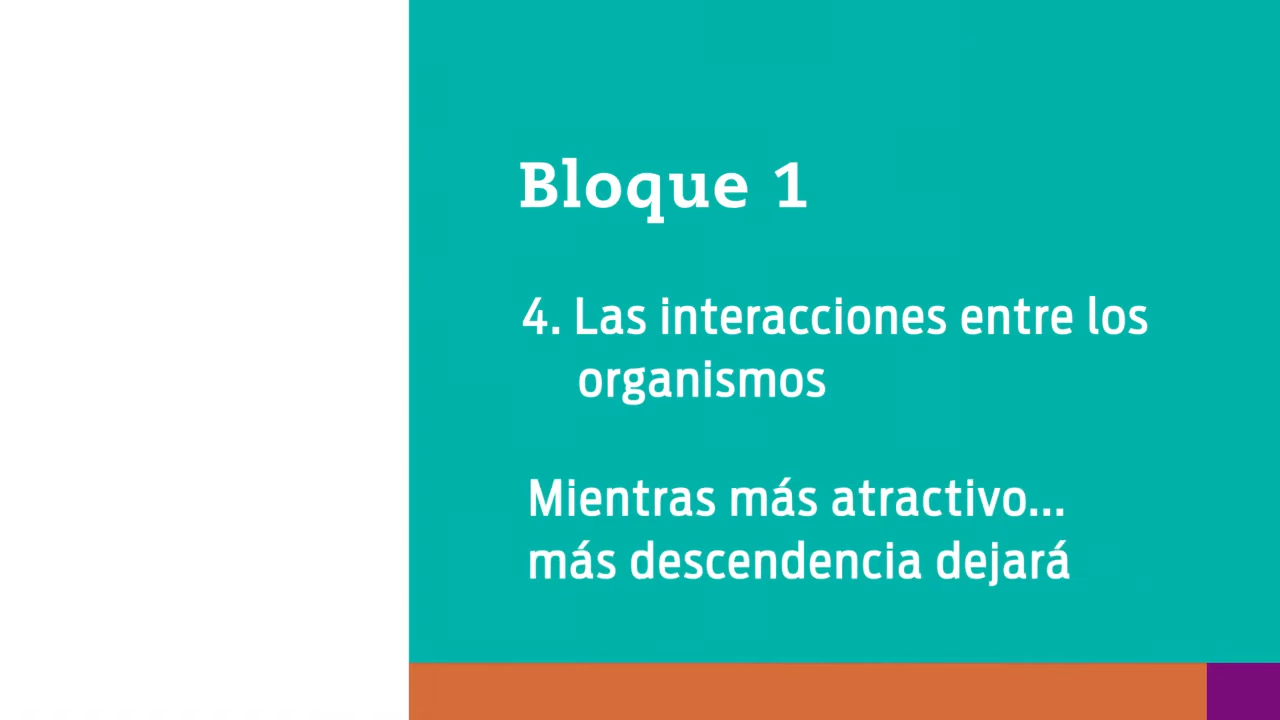 Bloque 1
4. Las interacciones entre los
organismos
Mientras más atractivo...
más descendencia dejará